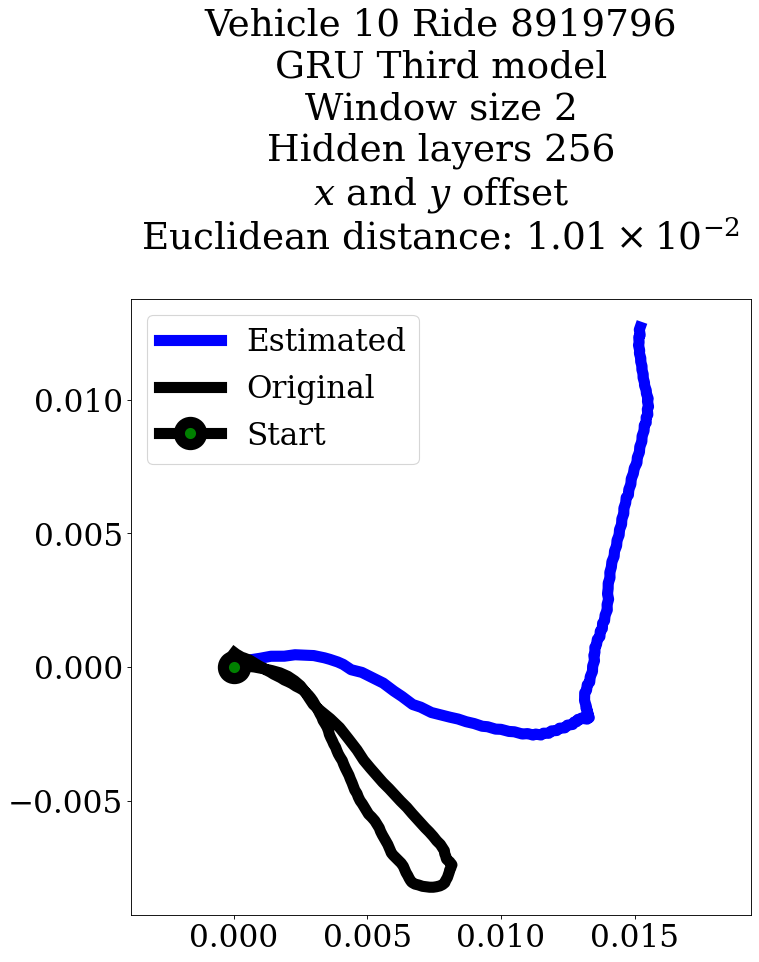 Vehicle 10 Ride 8919796
GRU Third model
Window size 2
Hidden layers 256
x and y offset
Euclidean distance: 1.01 × 10⁻²
Estimated
Original
Start
0.010
0.005
0.000
−0.005
0.000 0.005 0.010 0.015